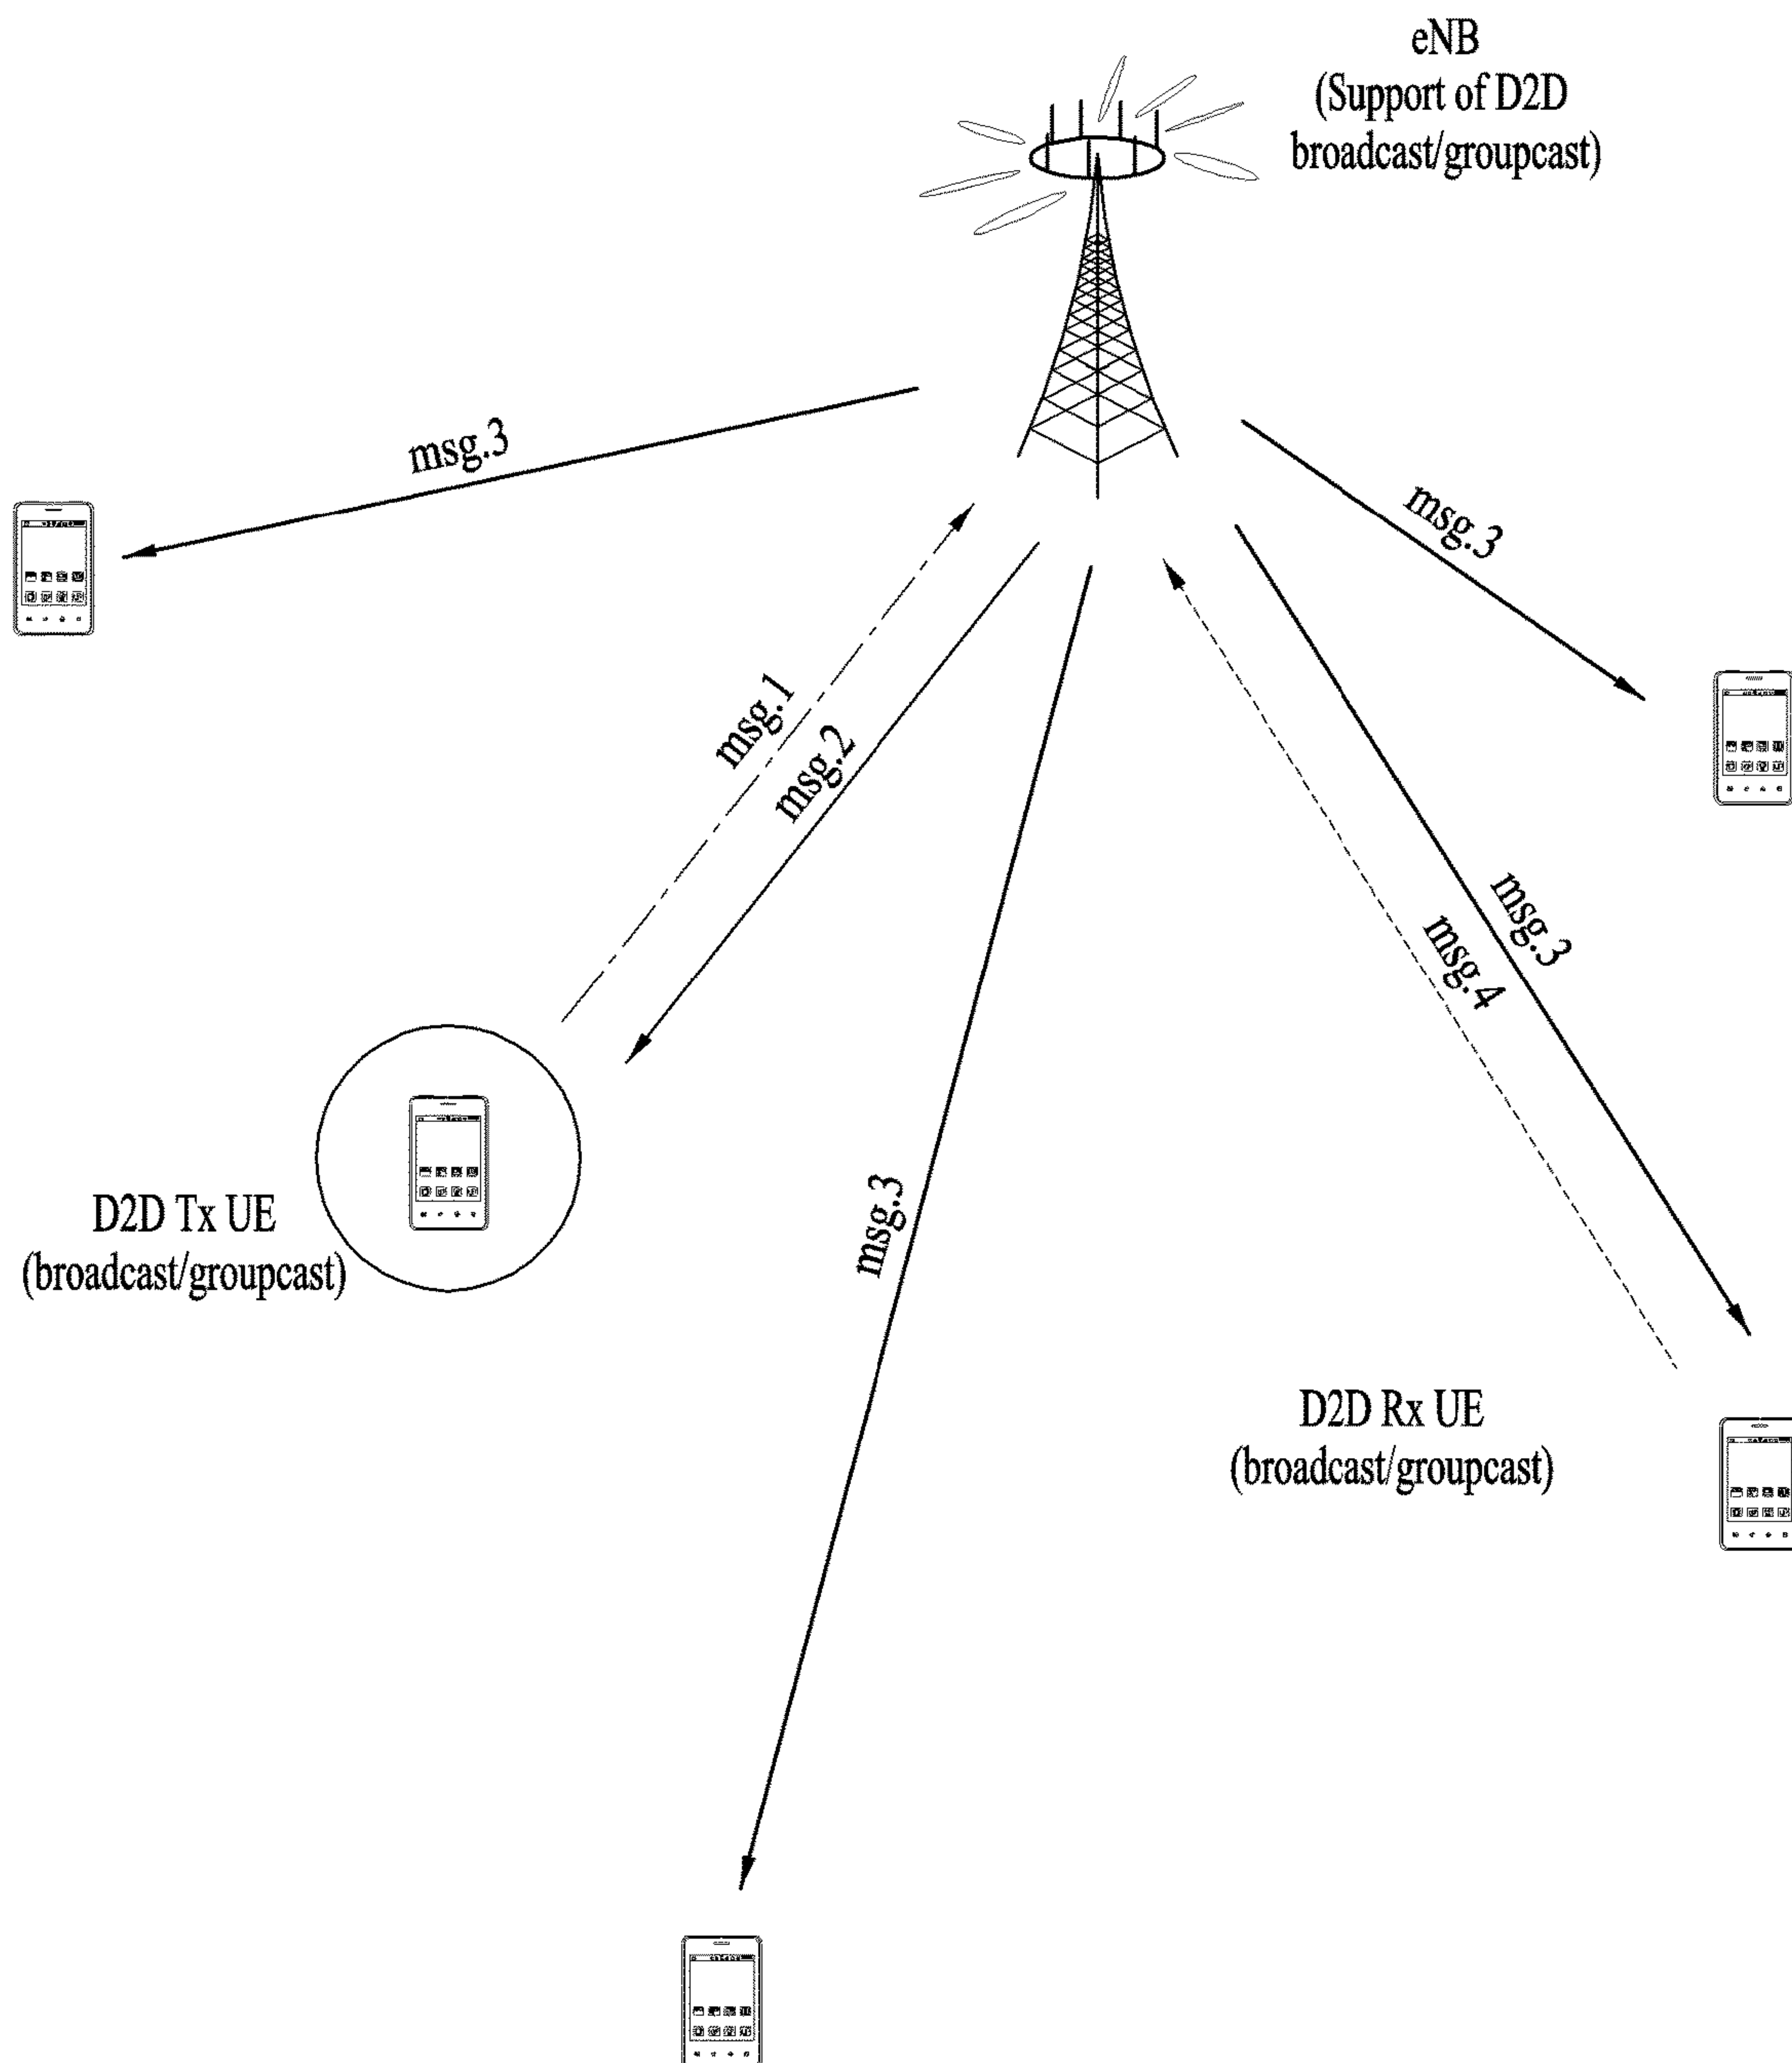 eNB
(Support of D2D
broadcast/groupcast)
msg.3
msg.3
msg.1
msg.2
msg.3
msg.4
msg.3
D2D Tx UE
(broadcast/groupcast)
D2D Rx UE
(broadcast/groupcast)